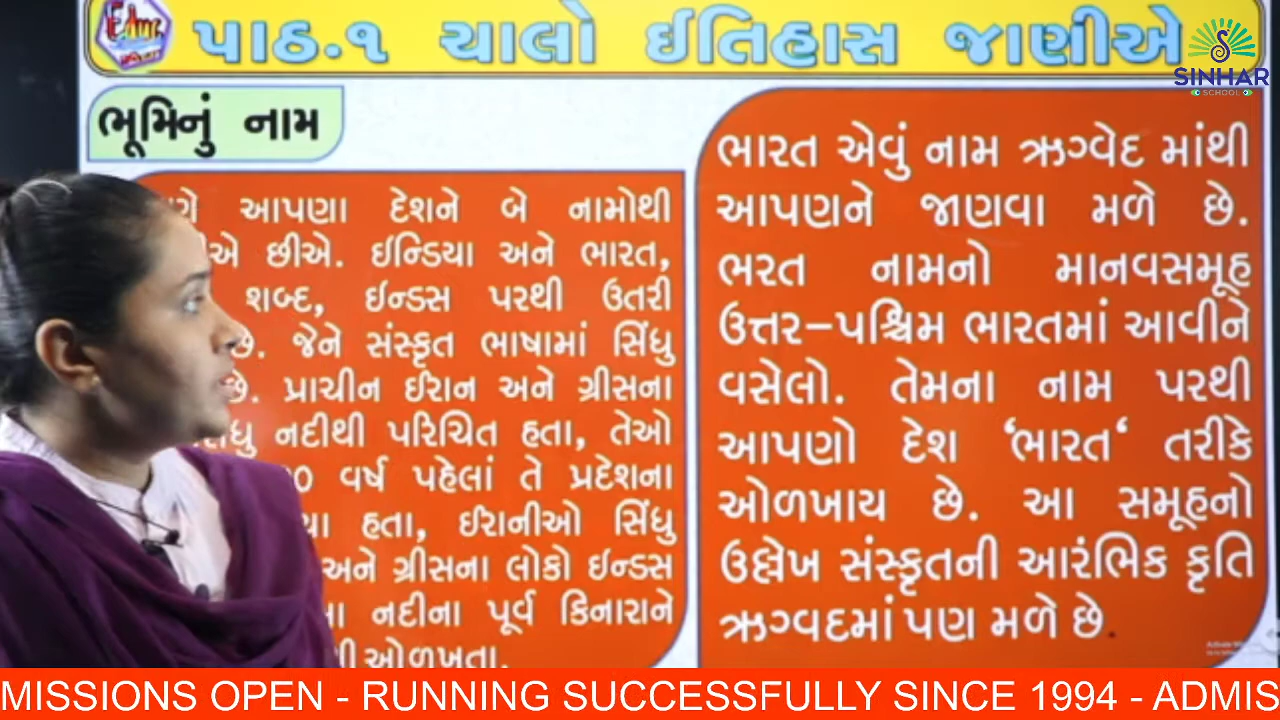 પાઠ.૧ ચાલો ઈતિહાસ જાણીએ
SINHAR
SCHOOL
ભૂમિનું નામ
આપણા દેશને બે નામોથી
છીએ. ઈન્ડિયા અને ભારત,
શબ્દ, ઈન્ડસ પરથી ઉતરી
છે. જેને સંસ્કૃત ભાષામાં સિંધુ
છે. પ્રાચીન ઈરાન અને ગ્રીસના
નદીથી પરિચિત હતા, તેઓ
વર્ષ પહેલાં તે પ્રદેશના
હતા, ઈરાનીઓ સિંધુ
અને ગ્રીસના લોકો ઈન્ડસ
નદીના પૂર્વ કિનારાને
ઓળખતા.
ભારત એવું નામ ઋગ્વેદ માંથી
આપણને જાણવા મળે છે.
ભરત નામનો માનવસમૂહ
ઉત્તર–પશ્ચિમ ભારતમાં આવીને
વસેલો. તેમના નામ પરથી
આપણો દેશ ‘ભારત‘ તરીકે
ઓળખાય છે. આ સમૂહનો
ઉલ્લેખ સંસ્કૃતની આરંભિક કૃતિ
ઋગ્વદમાં પણ મળે છે.
MISSIONS OPEN - RUNNING SUCCESSFULLY SINCE 1994 - ADMIS